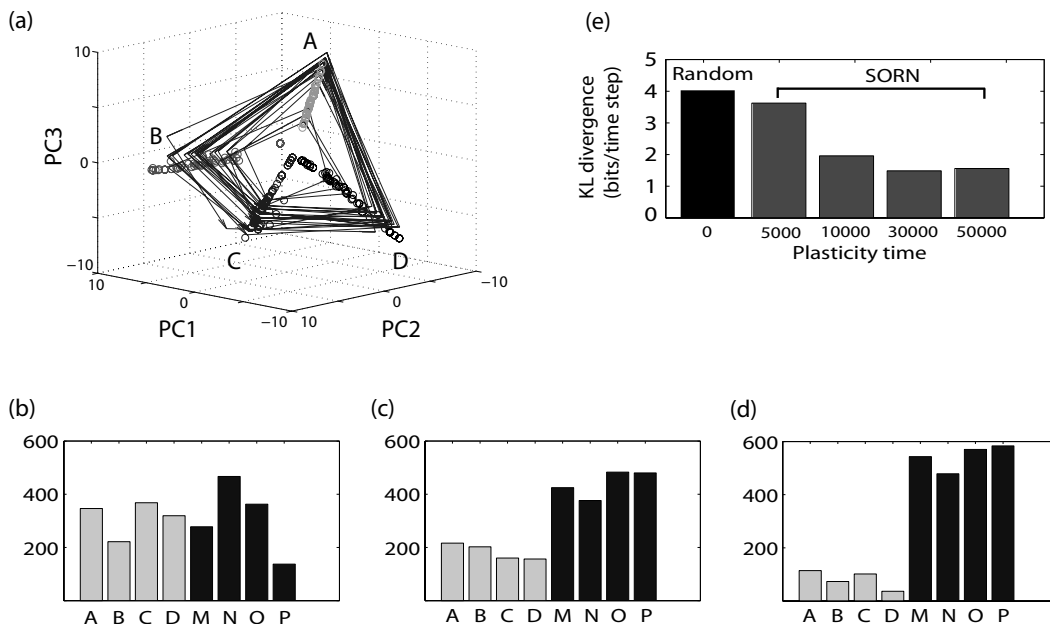 (a)
A
B
C
D
10
0
−10
PC3
10
0
−10
PC1
10
0
−10
PC2
(e)
Random
SORN
5
4
3
2
1
0
KL divergence
(bits/time step)
0 5000 10000 30000 50000
Plasticity time
(b)
600
400
200
A B C D M N O P
(c)
600
400
200
A B C D M N O P
(d)
600
400
200
A B C D M N O P